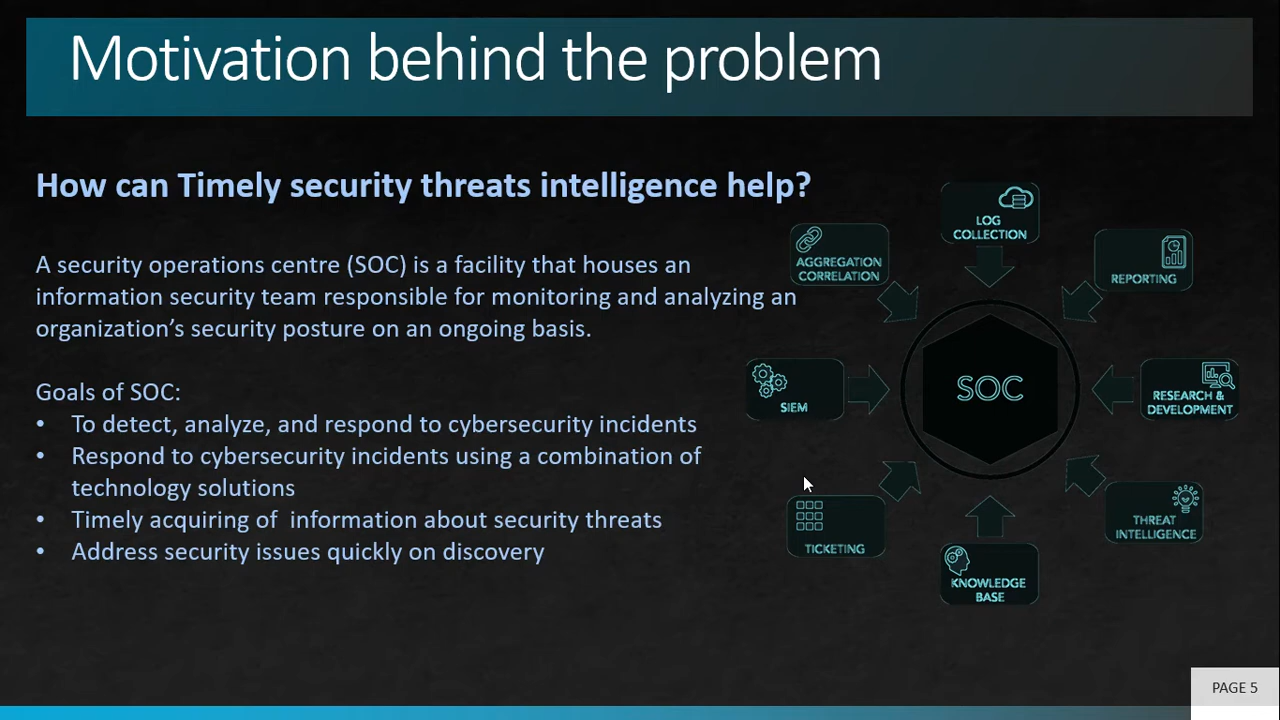 Motivation behind the problem
How can Timely security threats intelligence help?
A security operations centre (SOC) is a facility that houses an
information security team responsible for monitoring and analyzing an
organization’s security posture on an ongoing basis.
Goals of SOC:
• To detect, analyze, and respond to cybersecurity incidents
• Respond to cybersecurity incidents using a combination of
technology solutions
• Timely acquiring of  information about security threats
• Address security issues quickly on discovery
LOG
COLLECTION
AGGREGATION
CORRELATION
REPORTING
SIEM
SOC
RESEARCH &
DEVELOPMENT
TICKETING
THREAT
INTELLIGENCE
KNOWLEDGE
BASE
PAGE 5